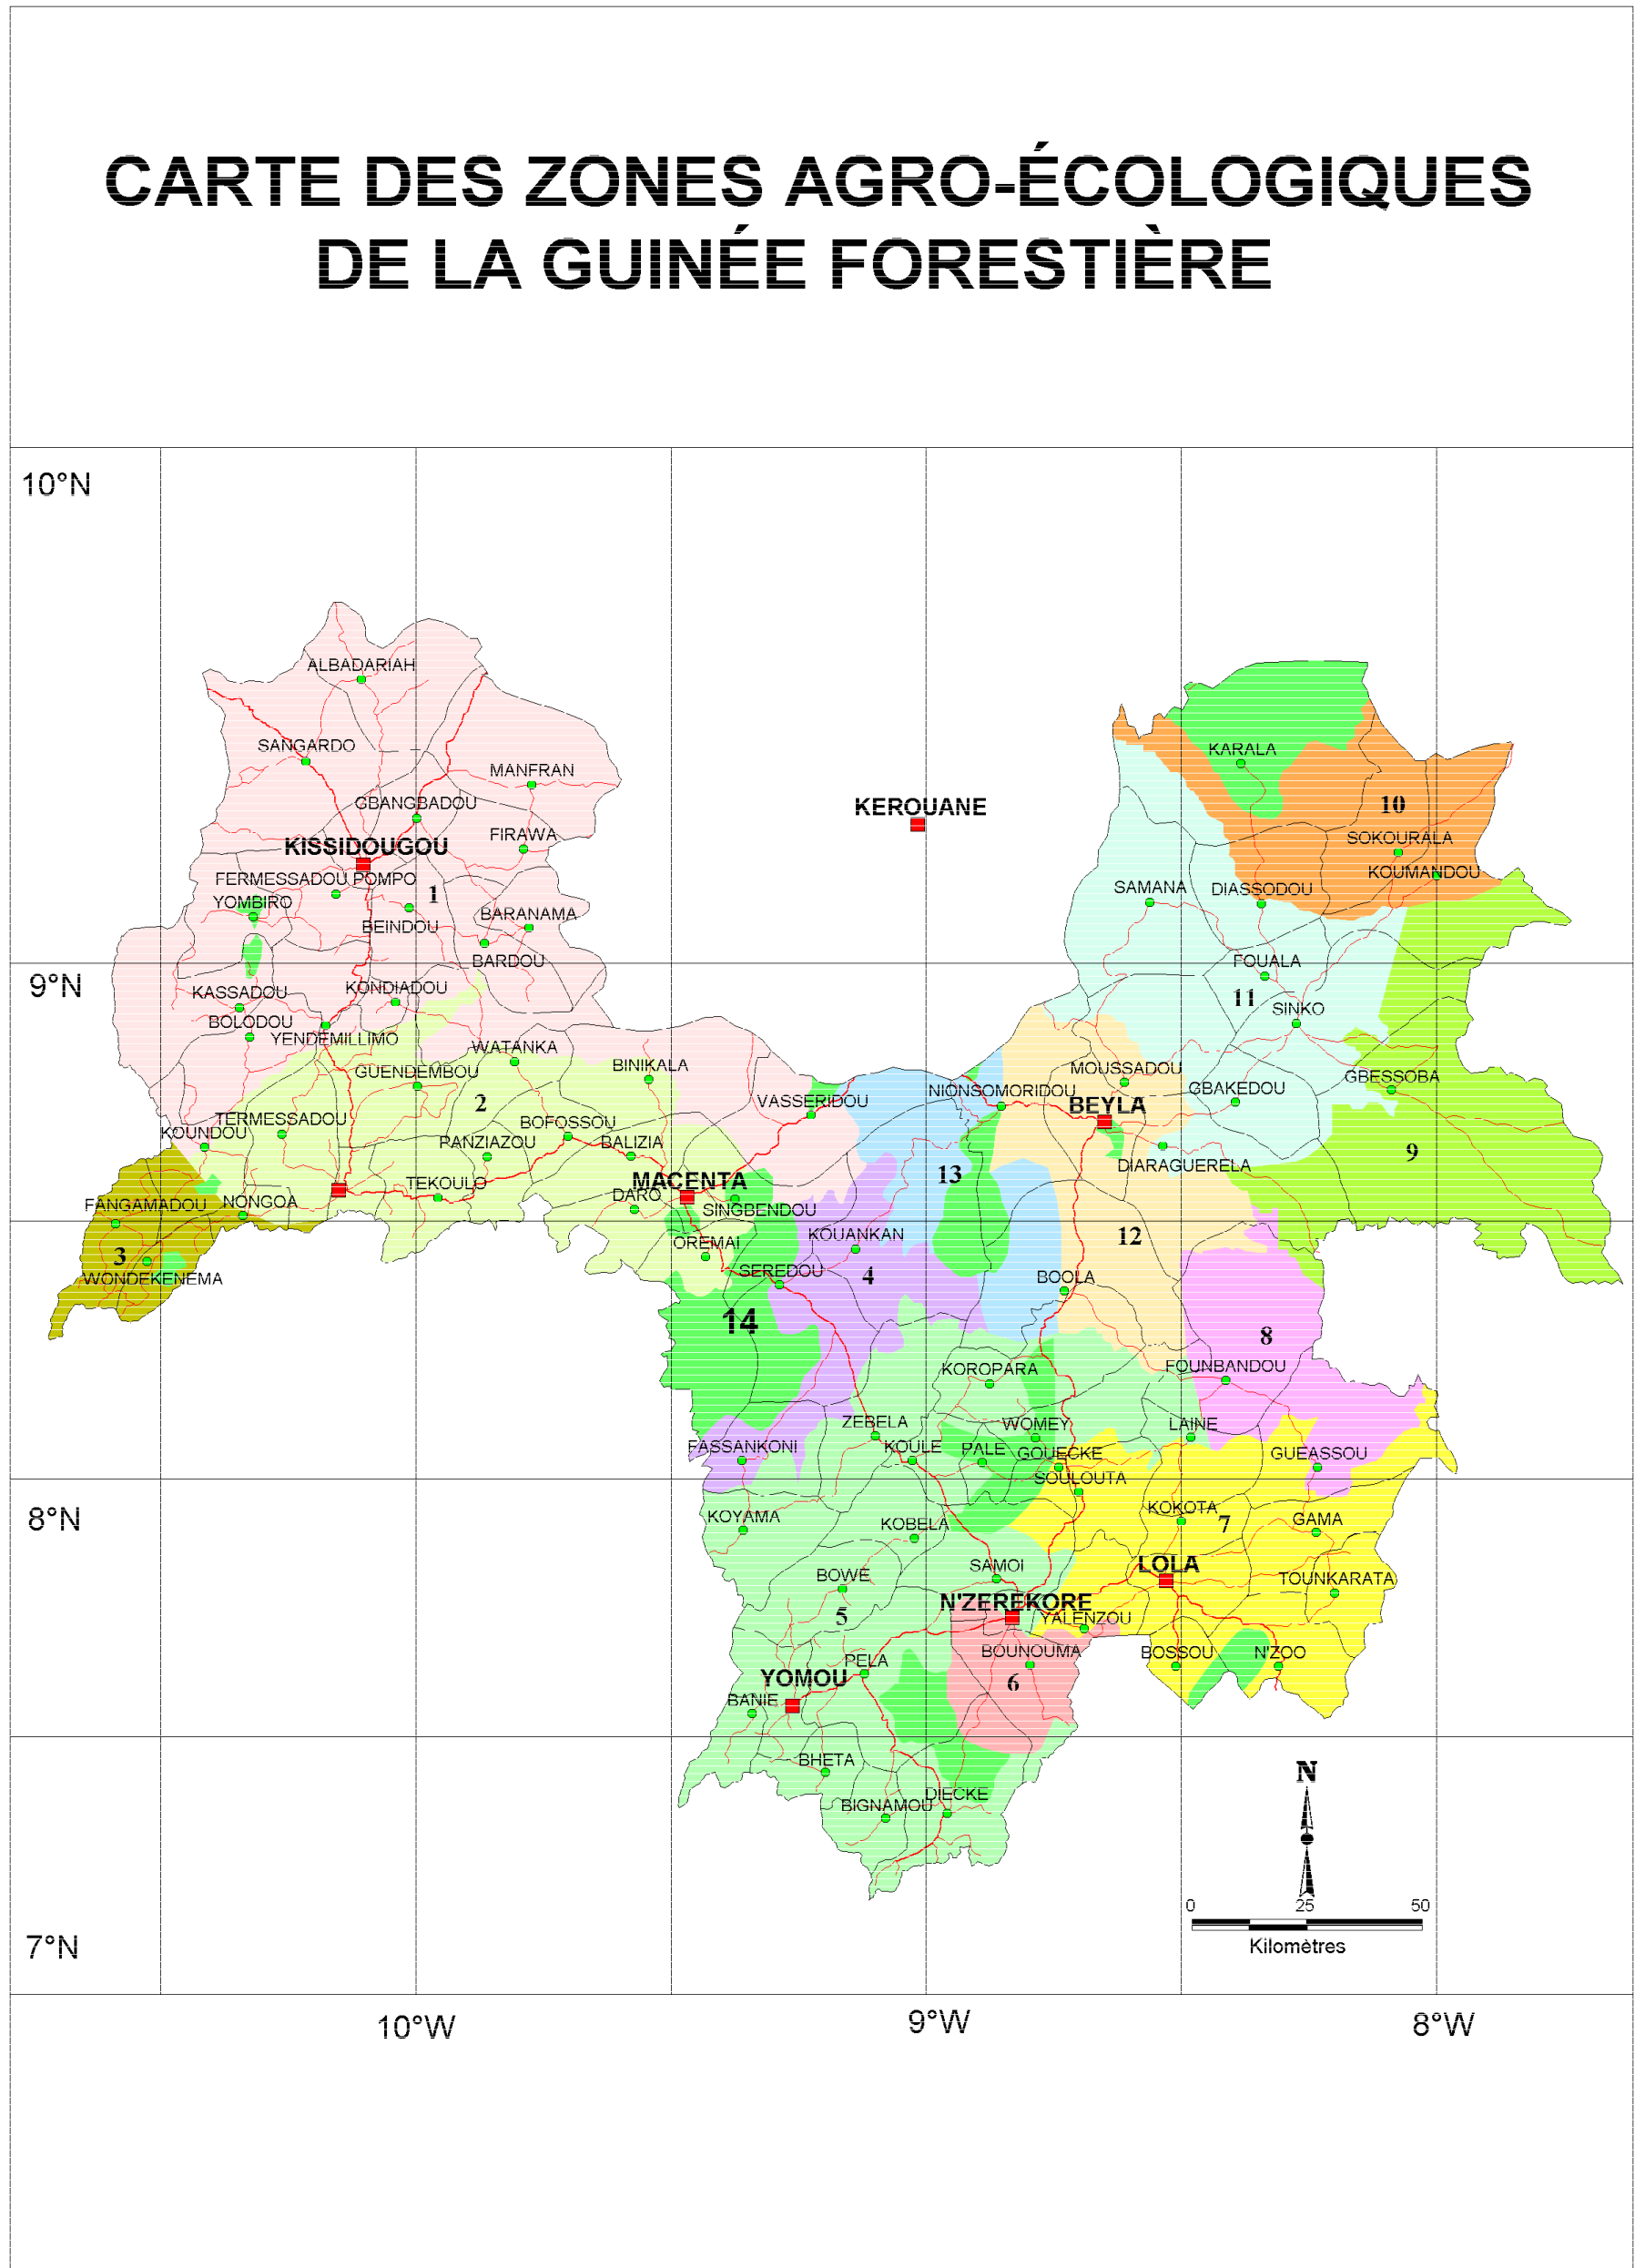 CARTE DES ZONES AGRO-ÉCOLOGIQUES
DE LA GUINÉE FORESTIÈRE
10°N
ALBADARIAH
SANGARDO
KARALA
MANFRAN
GBANGBADOU
KEROUANE
10
FIRAWA
SOKOURALA
KISSIDOUGOU
KOUMANDOU
FERMESSADOU POMPO
1
SAMANA
DIASSODOU
YOMBIRO
BARANAMA
BEINDOU
BARDOU
FOUALA
9°N
KASSADOU
KONDIADOU
11
SINKO
BOLODOU
YENDEMILLIMO
WATANKA
BINIKALA
MOUSSADOU
GUENDEMBOU
GBESSOBA
NIONSOMORIDOU
GBAKEDOU
2
VASSERIDOU
BEYLA
TERMESSADOU
BOFOSSOU
KOUNDOU
PANZIAZOU
BALIZIA
9
DIARAGUERELA
13
MACENTA
TEKOULO
DARO
FANGAMADOU
NONGOA
SINGBENDOU
KOUANKAN
12
OREMAI
3
SEREDOU
4
BOOLA
WONDEKENEMA
14
8
KOROPARA
FOUNBANDOU
ZEBELA
WOMEY
LAINE
FASSANKONI
KOULE
PALE
GOUECKE
GUEASSOU
SOULOUTA
8°N
KOYAMA
KOBELA
KOKOTA
7
GAMA
SAMOI
LOLA
BOWE
TOUNKARATA
N'ZEREKORE
5
YALENZOU
BOUNOUMA
BOSSOU
N'ZOO
PELA
YOMOU
6
BANIE
BHETA
N
DIECKE
BIGNAMOU
0
25
50
Kilomètres
7°N
10°W
9°W
8°W